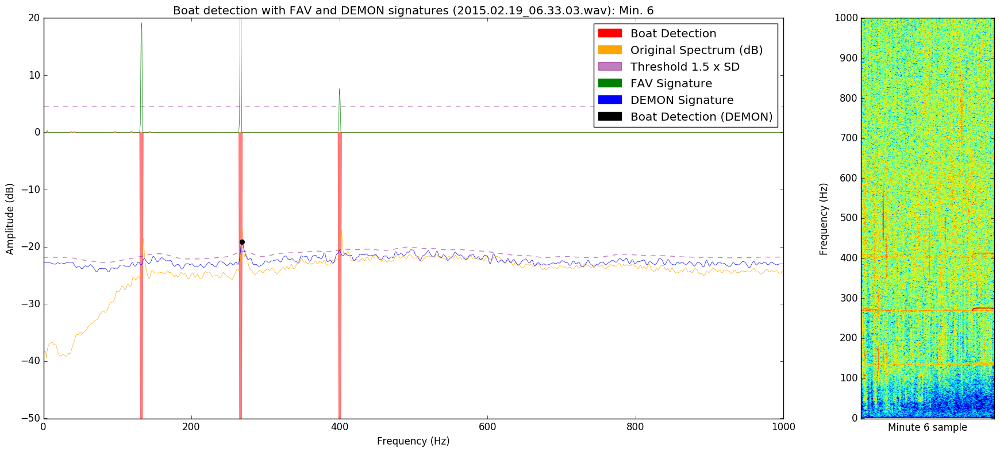 Boat detection with FAV and DEMON signatures (2015.02.19_06.33.03.wav): Min. 6
Amplitude (dB)
20
10
0
−10
−20
−30
−40
−50
Boat Detection
Original Spectrum (dB)
Threshold 1.5 x SD
FAV Signature
DEMON Signature
Boat Detection (DEMON)
0 200 400 600 800 1000
Frequency (Hz)
Frequency (Hz)
1000
900
800
700
600
500
400
300
200
100
0
Minute 6 sample